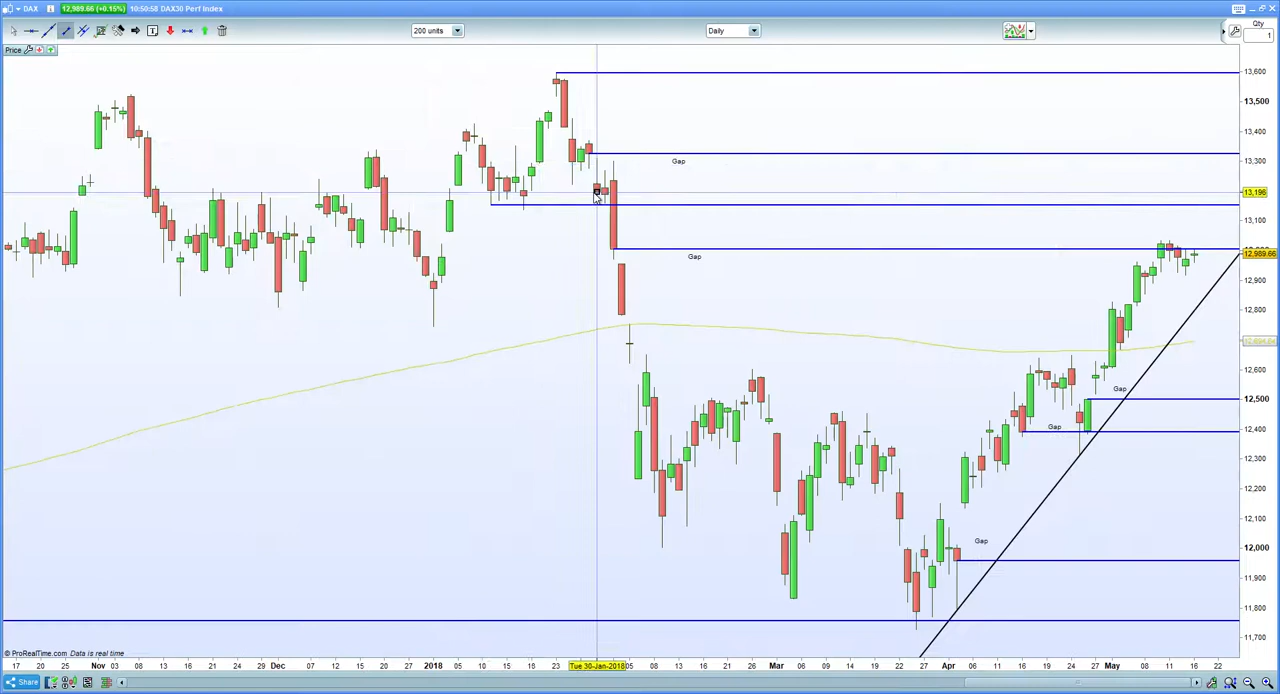 DAX 12,989.66 (+0.15%) 10:50:58 DAX30 Perf Index
200 units Daily Qty
1
Price
13,600
13,500
13,400
13,300
Gap
13,196
13,100
Gap
12,989.66
12,900
12,800
12,600
Gap
12,500
12,400
Gap
12,300
12,200
12,100
12,000
Gap
11,900
11,800
11,700
© ProRealTime.com Data is real time
17 20 25 Nov 03 08 13 16 21 24 29 Dec 08 13 18 21 28 2018 05 10 15 18 23 Tue 30-Jan-2018 05 08 13 16 21 26 Mar 06 09 14 19 22 27 Apr 06 11 16 19 24 27 May 08 11 16 22
Share